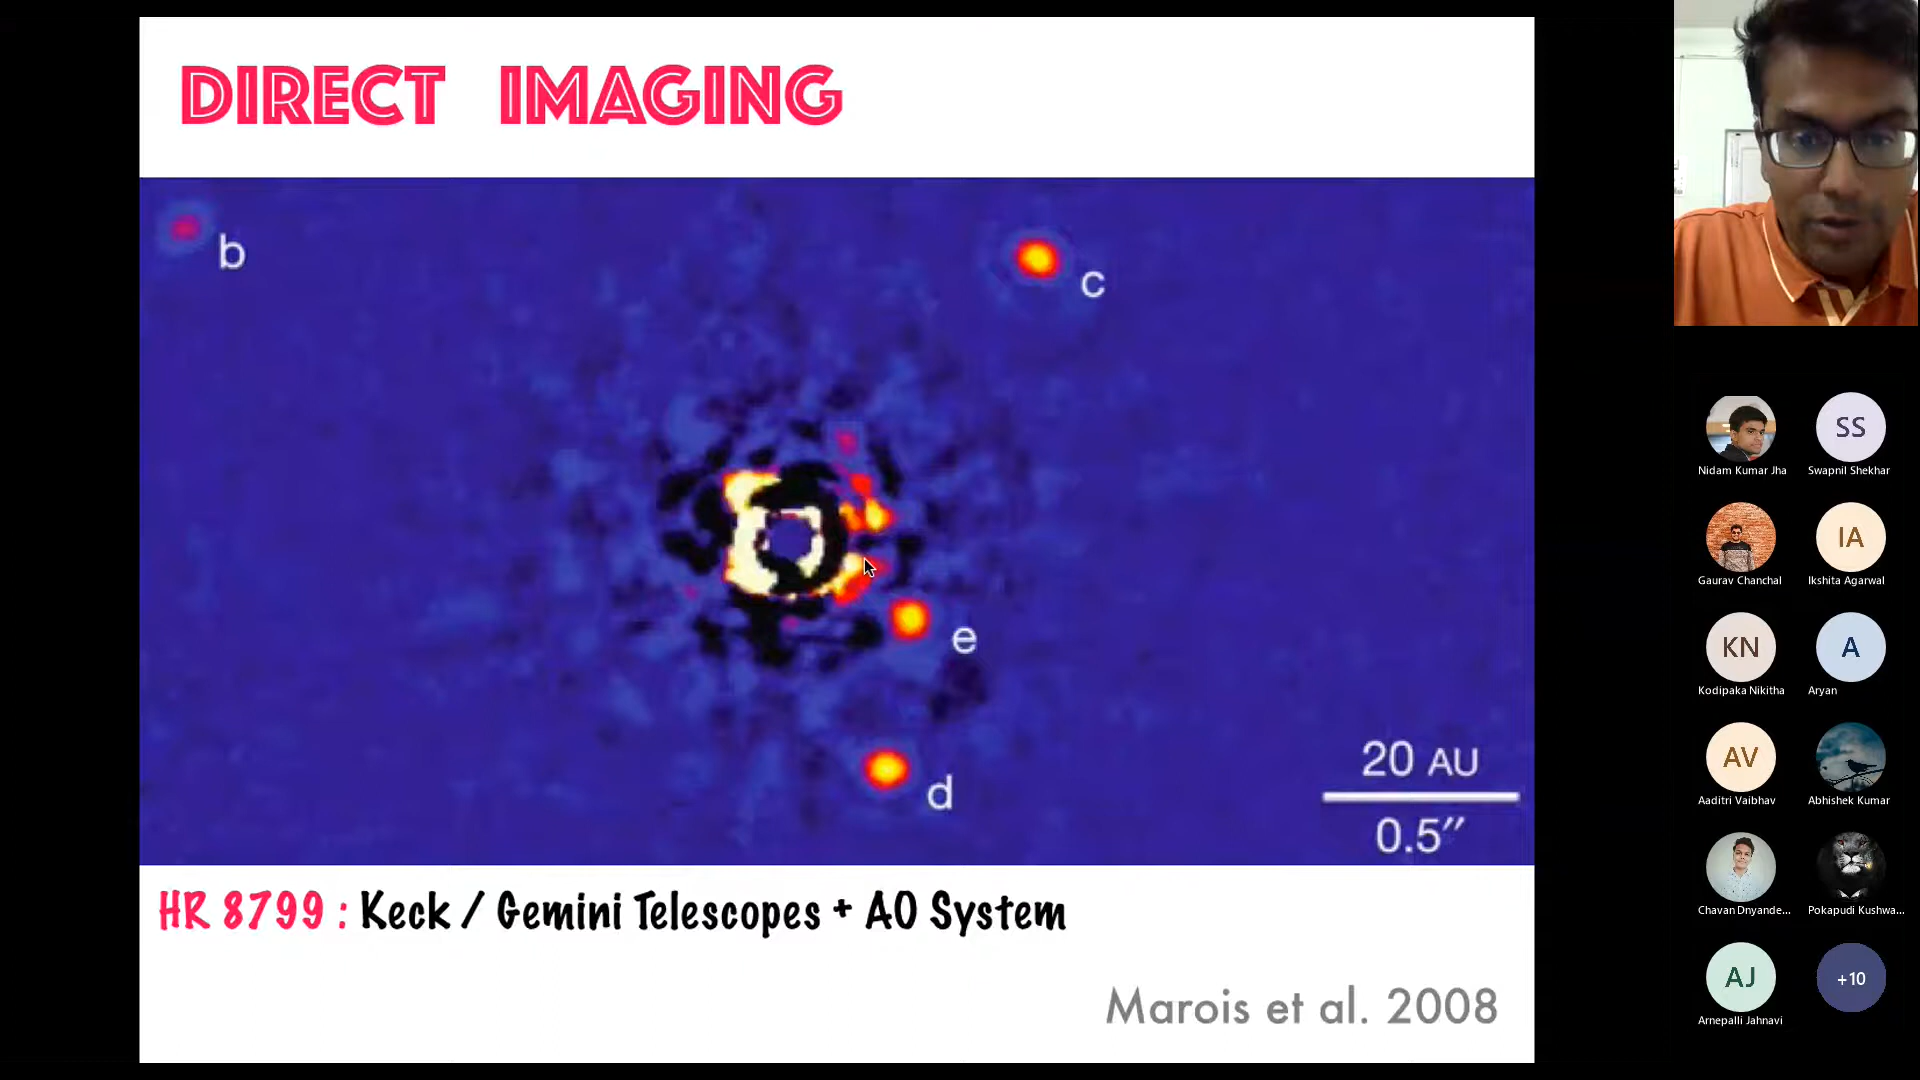 DIRECT IMAGING
b
c
e
d
20 AU
0.5″
HR 8799 : Keck / Gemini Telescopes + AO System
Marois et al. 2008
SS
Nidam Kumar Jha
Swapnil Shekhar
IA
Gaurav Chanchal
Ikshita Agarwal
KN
A
Kodipaka Nikitha
Aryan
AV
Aaditri Vaibhav
Abhishek Kumar
Chavan Dnyande...
Pokapudi Kushwa...
AJ
+10
Arnepalli Jahnavi